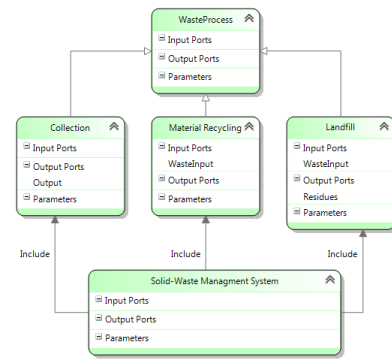 WasteProcess
Input Ports
Output Ports
Parameters
Collection
Input Ports
Output Ports
Output
Parameters
Material Recycling
Input Ports
WasteInput
Output Ports
Parameters
Landfill
Input Ports
WasteInput
Output Ports
Residues
Parameters
Include
Include
Include
Solid-Waste Managment System
Input Ports
Output Ports
Parameters